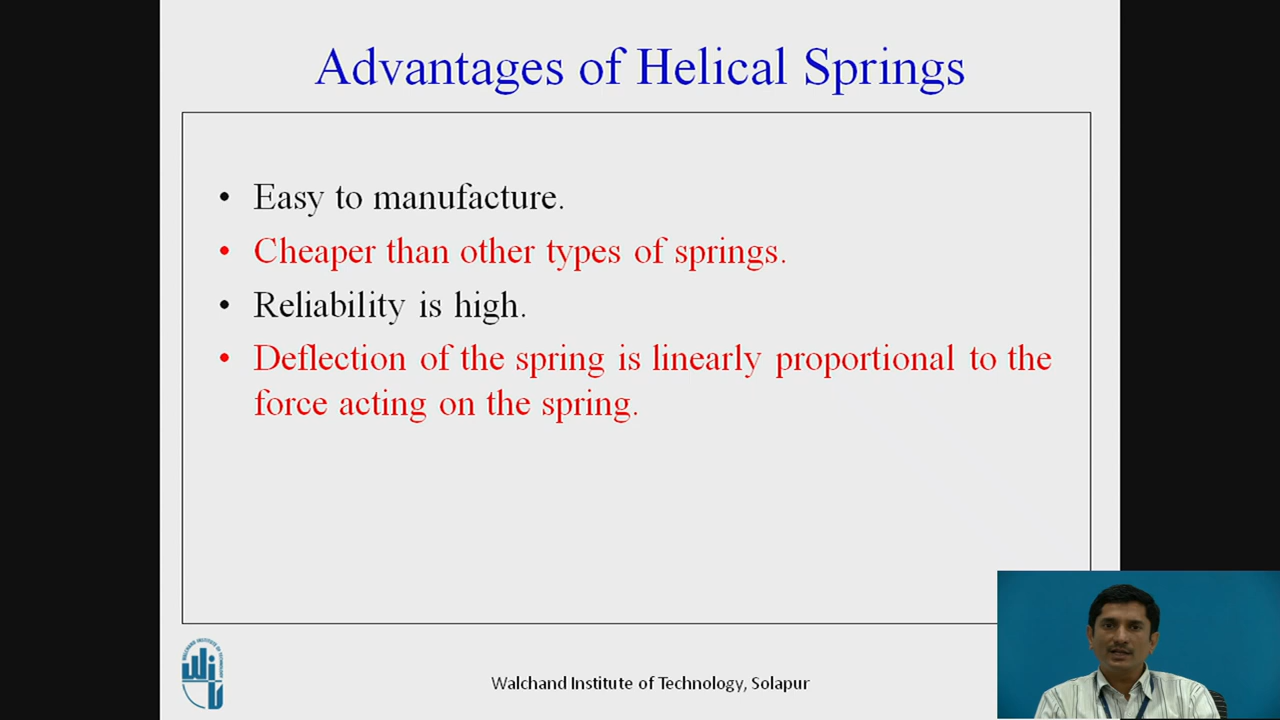 Advantages of Helical Springs
• Easy to manufacture.
• Cheaper than other types of springs.
• Reliability is high.
• Deflection of the spring is linearly proportional to the
force acting on the spring.
Walchand Institute of Technology, Solapur